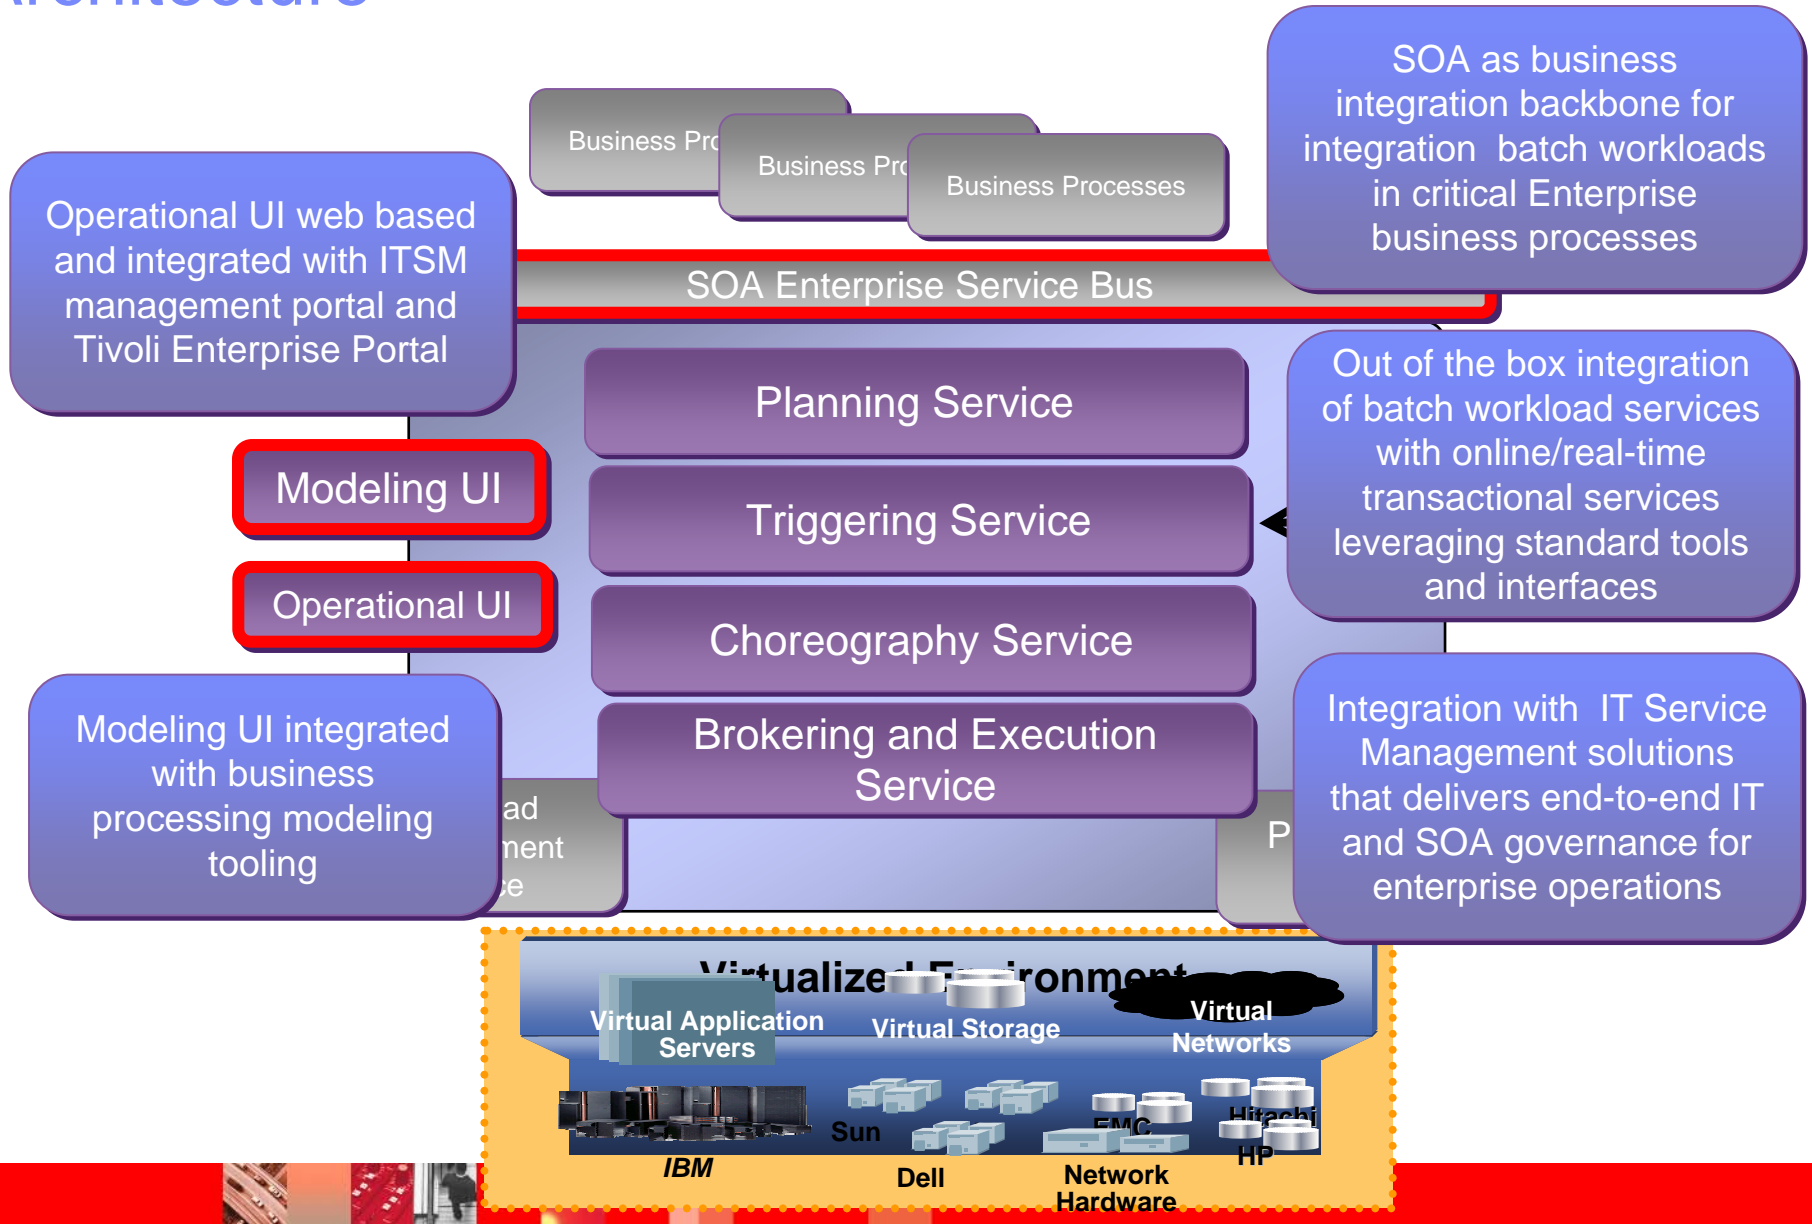 Architecture
SOA as business
integration backbone for
integration batch workloads
in critical Enterprise
business processes
Business Pro
Business Pro
Business Processes
Operational UI web based
and integrated with ITSM
management portal and
Tivoli Enterprise Portal
SOA Enterprise Service Bus
Planning Service
Out of the box integration
of batch workload services
with online/real-time
transactional services
leveraging standard tools
and interfaces
Modeling UI
Triggering Service
Operational UI
Choreography Service
Modeling UI integrated
with business
processing modeling
tooling
Brokering and Execution
Service
Integration with IT Service
Management solutions
that delivers end-to-end IT
and SOA governance for
enterprise operations
ad
ment
ce
P
Virtualized Environment
Virtual Application
Servers
Virtual Storage
Virtual
Networks
IBM
Sun
Dell
EMC
Hitachi
HP
Network
Hardware